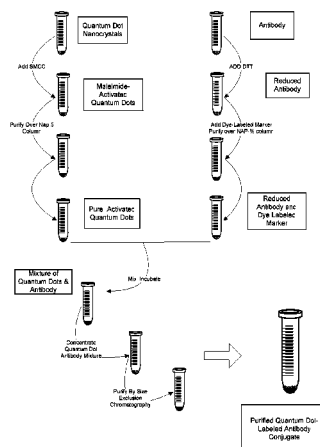 Quantum Dot
Nanocrystals
Add SMCC
Maleimide-
Activated
Quantum Dots
Purify Over Nap 5
Column
Pure Activated
Quantum Dots
Antibody
ADD DTT
Reduced
Antibody
Add Dye-Labeled Marker
Purify over NAP-5 column
Reduced
Antibody and
Dye Labeled
Marker
Mix Incubate
Mixture of
Quantum Dots &
Antibody
Concentrate
Quantum Dot
Antibody Mixture
Purify By Size
Exclusion
Chromatography
Purified Quantum Dot-
Labeled Antibody
Conjugate